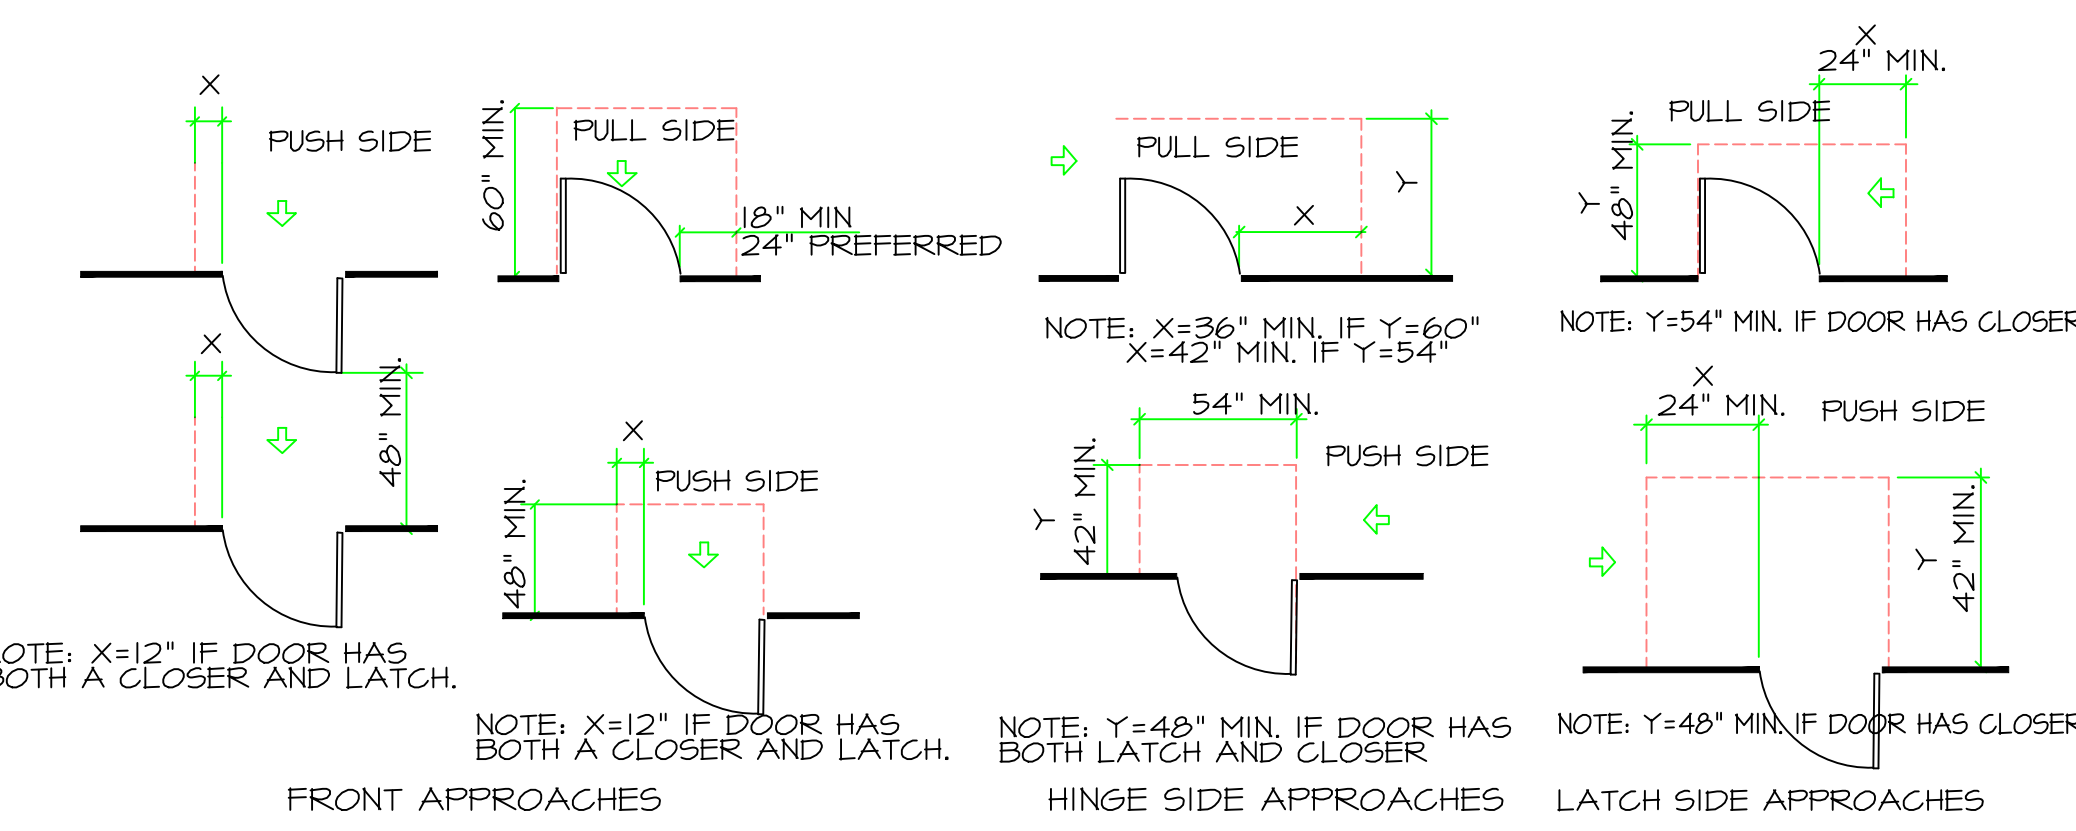 X
PUSH SIDE
X
48" MIN.
OTE: X=12" IF DOOR HAS
BOTH A CLOSER AND LATCH.
60" MIN.
PULL SIDE
18" MIN
24" PREFERRED
X
PUSH SIDE
48" MIN.
NOTE: X=12" IF DOOR HAS
BOTH A CLOSER AND LATCH.
FRONT APPROACHES
PULL SIDE
X
Y
NOTE: X=36" MIN. IF Y=60"
X=42" MIN. IF Y=54"
54" MIN.
PUSH SIDE
Y
42" MIN.
NOTE: Y=48" MIN. IF DOOR HAS
BOTH LATCH AND CLOSER
HINGE SIDE APPROACHES
X
24" MIN.
PULL SIDE
Y
48" MIN.
NOTE: Y=54" MIN. IF DOOR HAS CLOSER
X
24" MIN.
PUSH SIDE
Y
42" MIN.
NOTE: Y=48" MIN. IF DOOR HAS CLOSER
LATCH SIDE APPROACHES